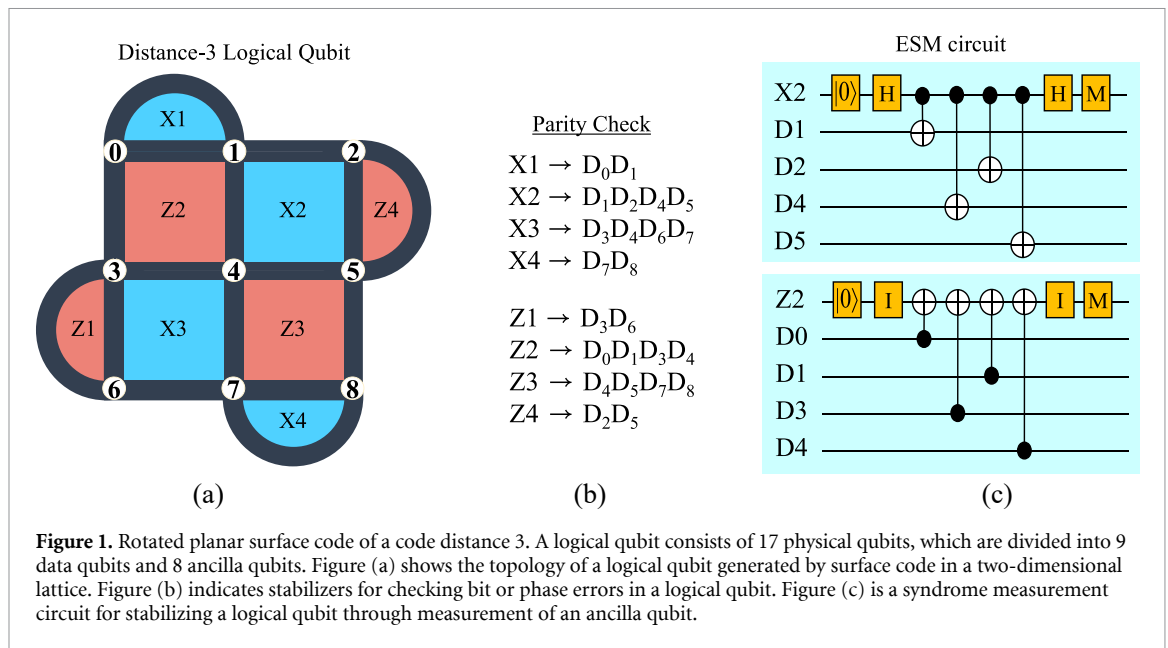 Distance-3 Logical Qubit
X1
0 1 2
Z2 X2 Z4
3 4 5
Z1 X3 Z3
6 7 8
X4
(a)
Parity Check
X1 → D₀D₁
X2 → D₁D₂D₄D₅
X3 → D₃D₄D₆D₇
X4 → D₇D₈
Z1 → D₃D₆
Z2 → D₀D₁D₃D₄
Z3 → D₄D₅D₇D₈
Z4 → D₂D₅
(b)
ESM circuit
X2 |0⟩ H H M
D1
D2
D4
D5
Z2 |0⟩ I I M
D0
D1
D3
D4
(c)
Figure 1. Rotated planar surface code of a code distance 3. A logical qubit consists of 17 physical qubits, which are divided into 9
data qubits and 8 ancilla qubits. Figure (a) shows the topology of a logical qubit generated by surface code in a two-dimensional
lattice. Figure (b) indicates stabilizers for checking bit or phase errors in a logical qubit. Figure (c) is a syndrome measurement
circuit for stabilizing a logical qubit through measurement of an ancilla qubit.